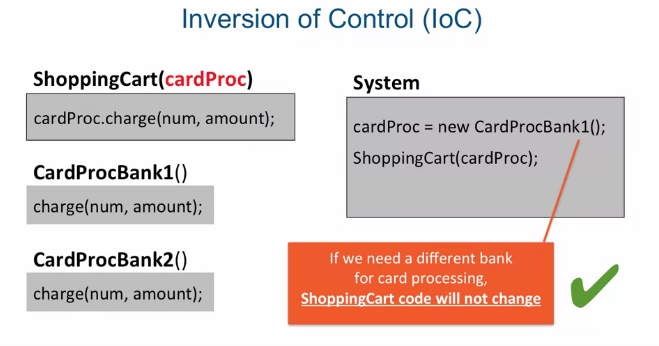 Inversion of Control (IoC)
ShoppingCart(cardProc)
cardProc.charge(num, amount);
CardProcBank1()
charge(num, amount);
CardProcBank2()
charge(num, amount);
System
cardProc = new CardProcBank1();
ShoppingCart(cardProc);
If we need a different bank
for card processing,
ShoppingCart code will not change